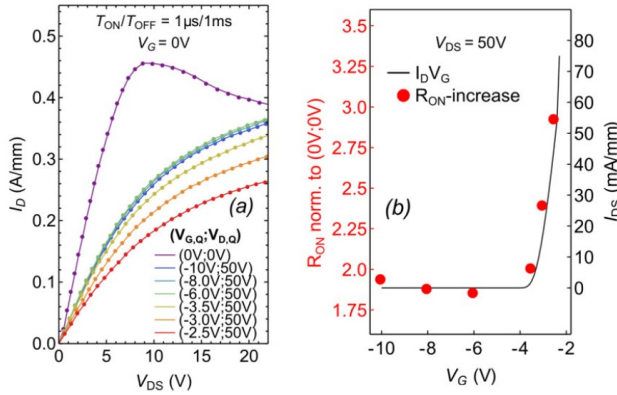 T_ON/T_OFF = 1μs/1ms
V_G = 0V
I_D (A/mm)
0.5
0.4
0.3
0.2
0.1
0.0
(a)
(V_G,Q;V_D,Q)
(0V;0V)
(-10V;50V)
(-8.0V;50V)
(-6.0V;50V)
(-3.5V;50V)
(-3.0V;50V)
(-2.5V;50V)
0 5 10 15 20
V_DS (V)
R_ON norm. to (0V;0V)
3.50
3.25
3.00
2.75
2.50
2.25
2.00
1.75
V_DS = 50V
I_DV_G
R_ON-increase
(b)
80
70
60
50
40
30
20
10
0
I_DS (mA/mm)
-10 -8 -6 -4 -2
V_G (V)